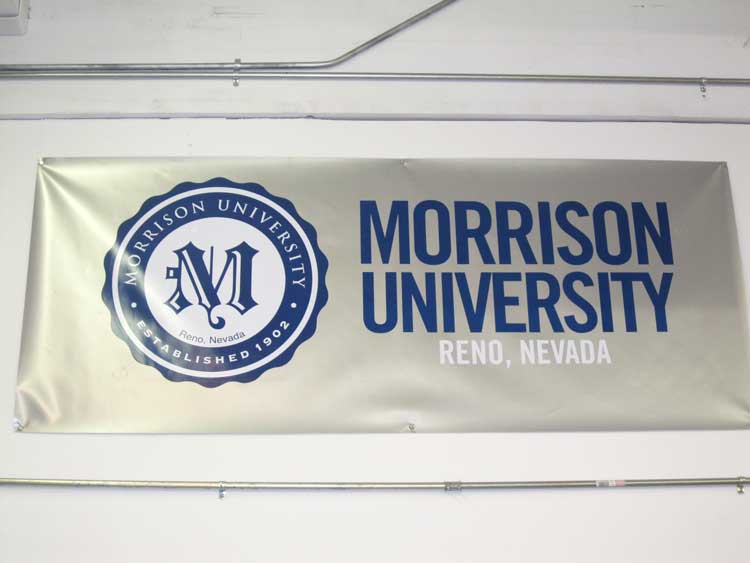 MORRISON UNIVERSITY
M
Reno, Nevada
• ESTABLISHED 1902 •
MORRISON
UNIVERSITY
RENO, NEVADA